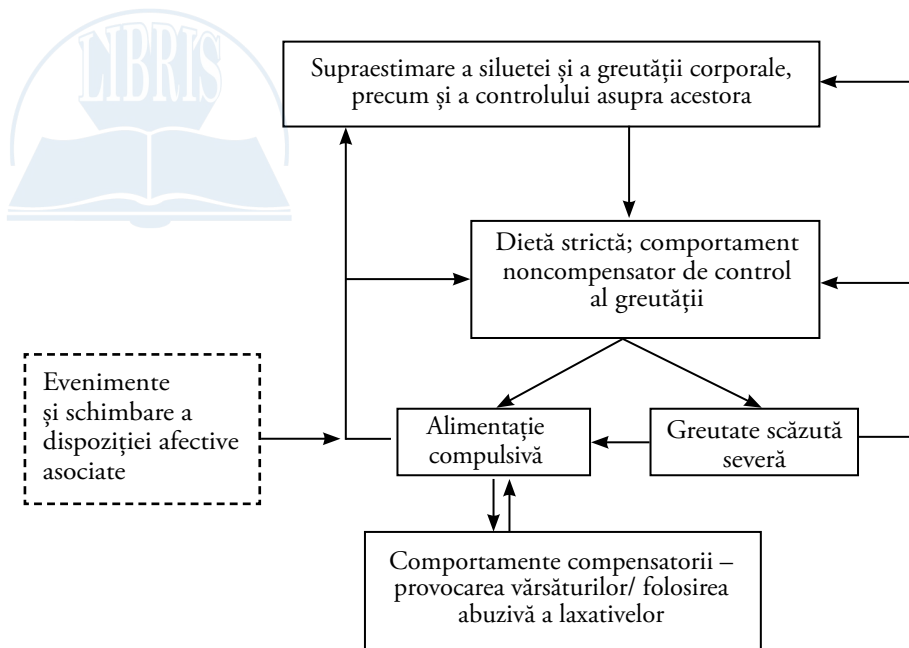 LIBRIS
Supraestimare a siluetei și a greutății corporale,
precum și a controlului asupra acestora
Dietă strictă; comportament
noncompensator de control
al greutății
Evenimente
și schimbare a
dispoziției afective
asociate
Alimentație
compulsivă
Greutate scăzută
severă
Comportamente compensatorii –
provocarea vărsăturilor/ folosirea
abuzivă a laxativelor